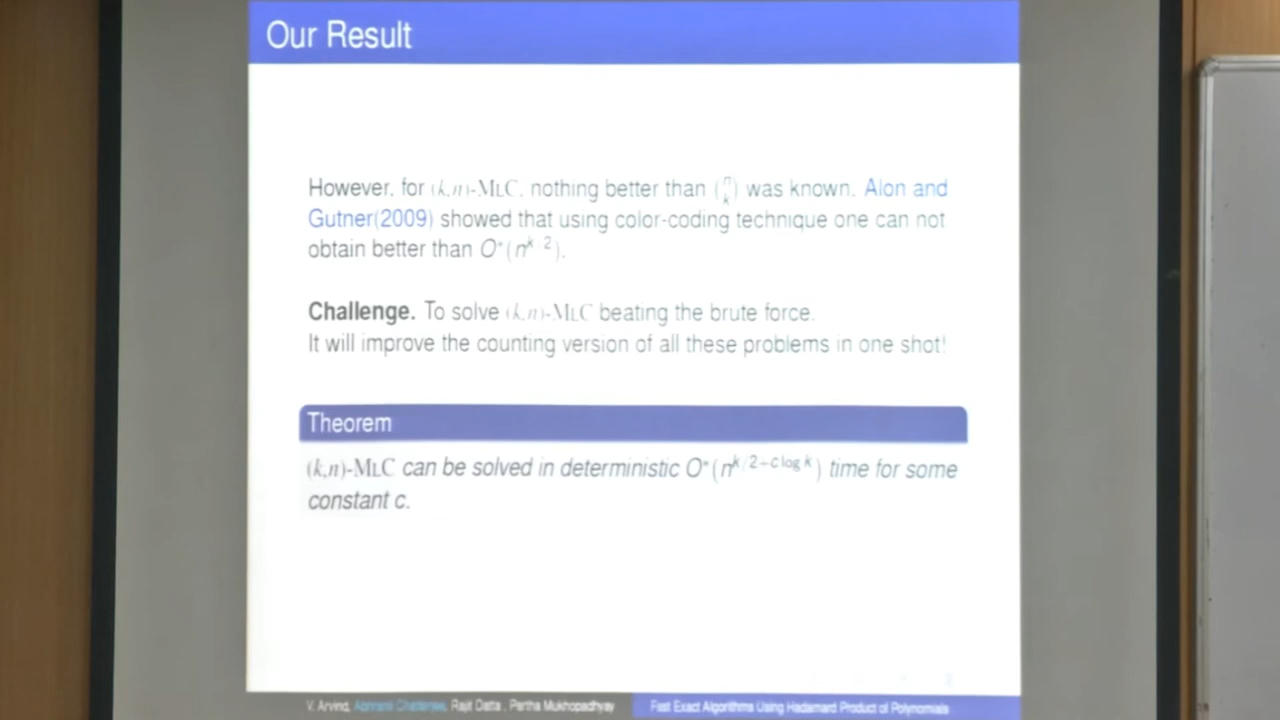 Our Result
However, for (k,n)-MLC, nothing better than (n k) was known. Alon and
Gutner(2009) showed that using color-coding technique one can not
obtain better than O*(n^k/2).
Challenge. To solve (k,n)-MLC beating the brute force.
It will improve the counting version of all these problems in one shot!
Theorem
(k,n)-MLC can be solved in deterministic O*(n^k/2+c log k) time for some
constant c.
V. Arvind, Abhranil Chatterjee, Rajit Datta , Partha Mukhopadhyay
Fast Exact Algorithms Using Hadamard Product of Polynomials